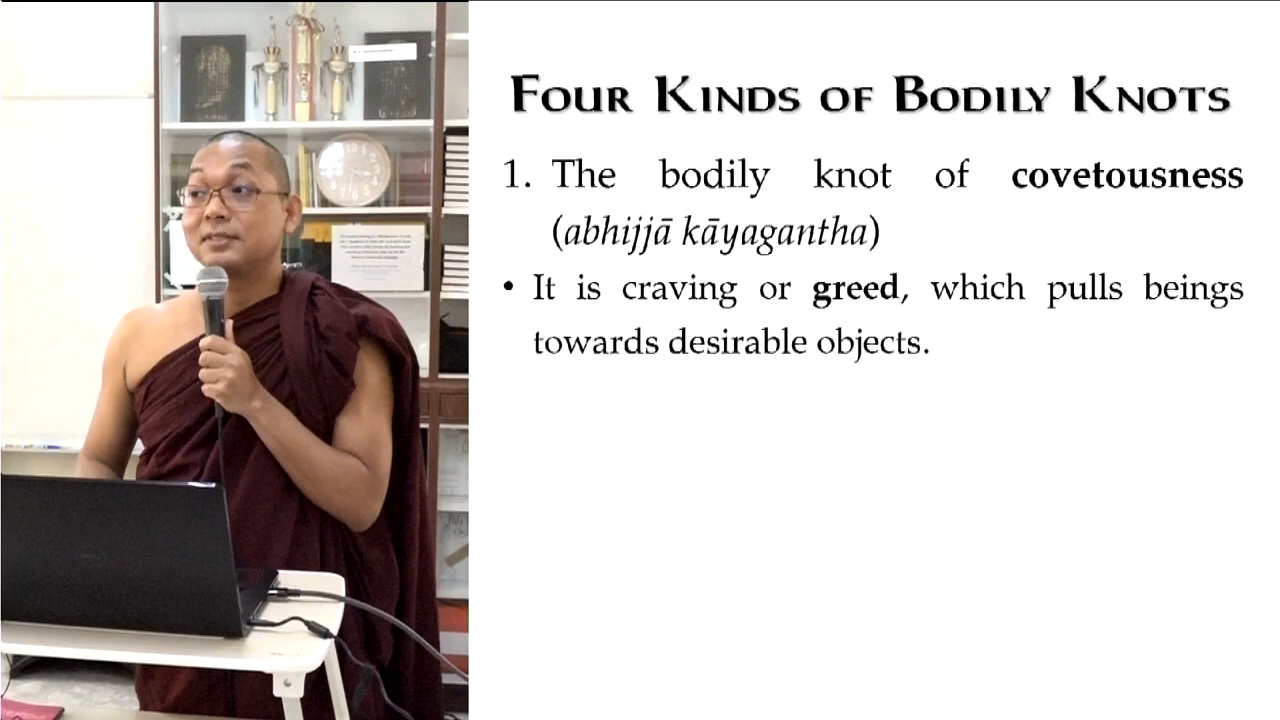 FOUR KINDS OF BODILY KNOTS
1. The bodily knot of covetousness
(abhijjā kāyagantha)
• It is craving or greed, which pulls beings
towards desirable objects.